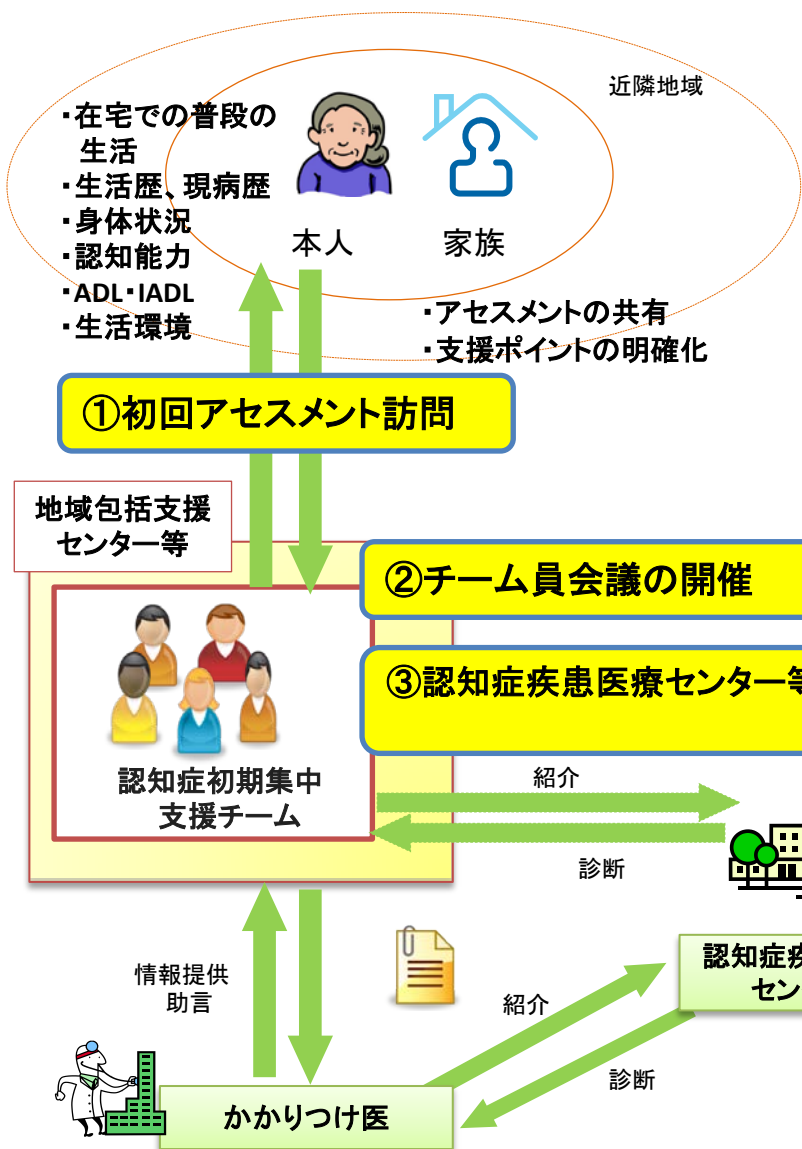 近隣地域
・在宅での普段の
生活
・生活歴、現病歴
・身体状況
・認知能力
・ADL・IADL
・生活環境
本人
家族
・アセスメントの共有
・支援ポイントの明確化
①初回アセスメント訪問
地域包括支援
センター等
②チーム員会議の開催
③認知症疾患医療センター等
認知症初期集中
支援チーム
紹介
診断
情報提供
助言
認知症疾
セン
紹介
診断
かかりつけ医